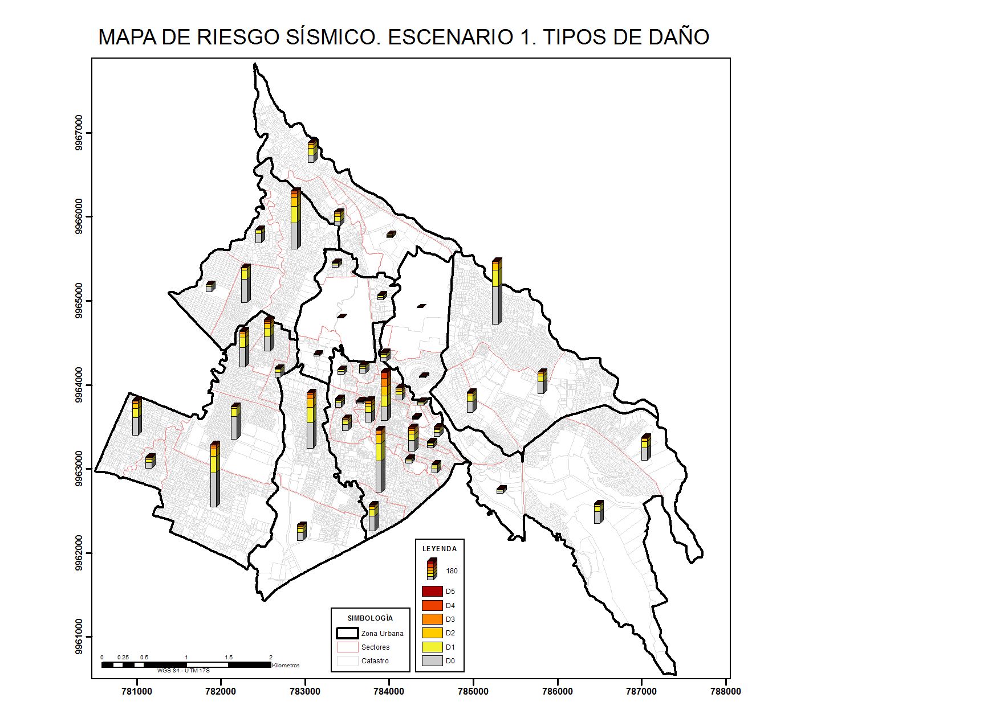 MAPA DE RIESGO SÍSMICO. ESCENARIO 1. TIPOS DE DAÑO
9967000
9966000
9965000
9964000
9963000
9962000
9961000
LEYENDA
180
D5
D4
D3
D2
D1
D0
SIMBOLOGÍA
Zona Urbana
Sectores
Catastro
0 0.25 0.5 1 1.5 2
Kilometros
WGS 84 - UTM 17S
781000 782000 783000 784000 785000 786000 787000 788000